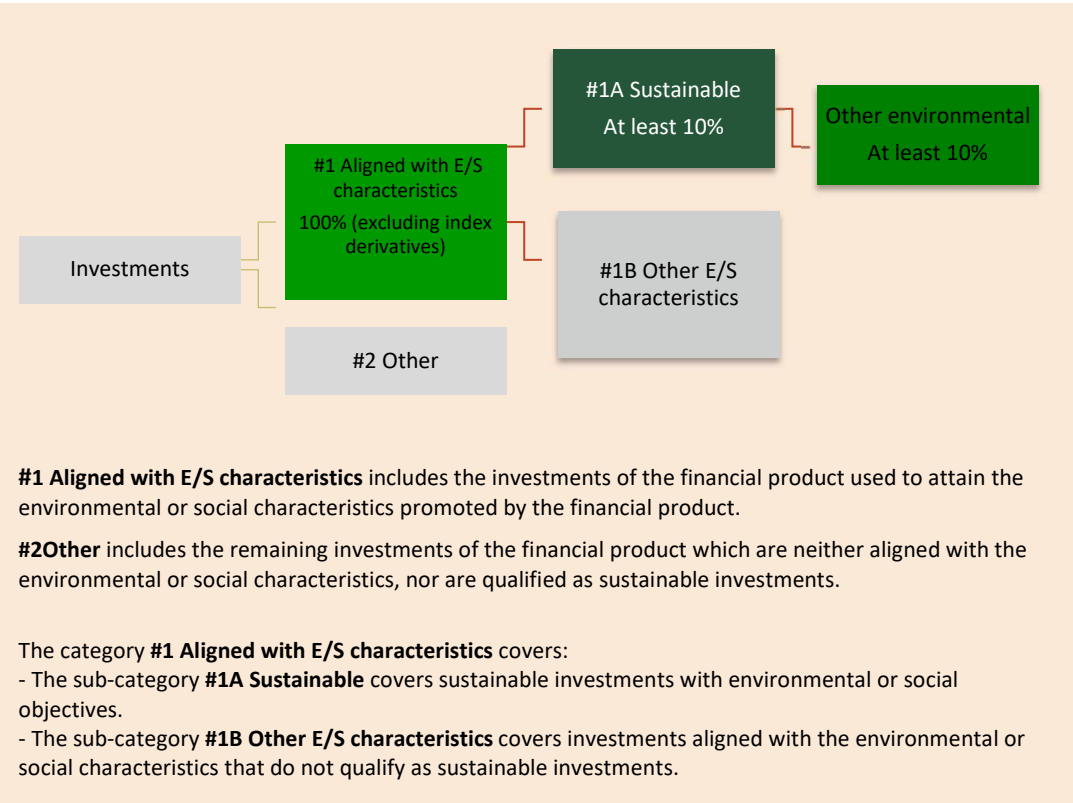 #1A Sustainable
At least 10%
Other environmental
At least 10%
#1 Aligned with E/S
characteristics
100% (excluding index
derivatives)
Investments
#1B Other E/S
characteristics
#2 Other
#1 Aligned with E/S characteristics includes the investments of the financial product used to attain the
environmental or social characteristics promoted by the financial product.
#2Other includes the remaining investments of the financial product which are neither aligned with the
environmental or social characteristics, nor are qualified as sustainable investments.
The category #1 Aligned with E/S characteristics covers:
- The sub-category #1A Sustainable covers sustainable investments with environmental or social
objectives.
- The sub-category #1B Other E/S characteristics covers investments aligned with the environmental or
social characteristics that do not qualify as sustainable investments.